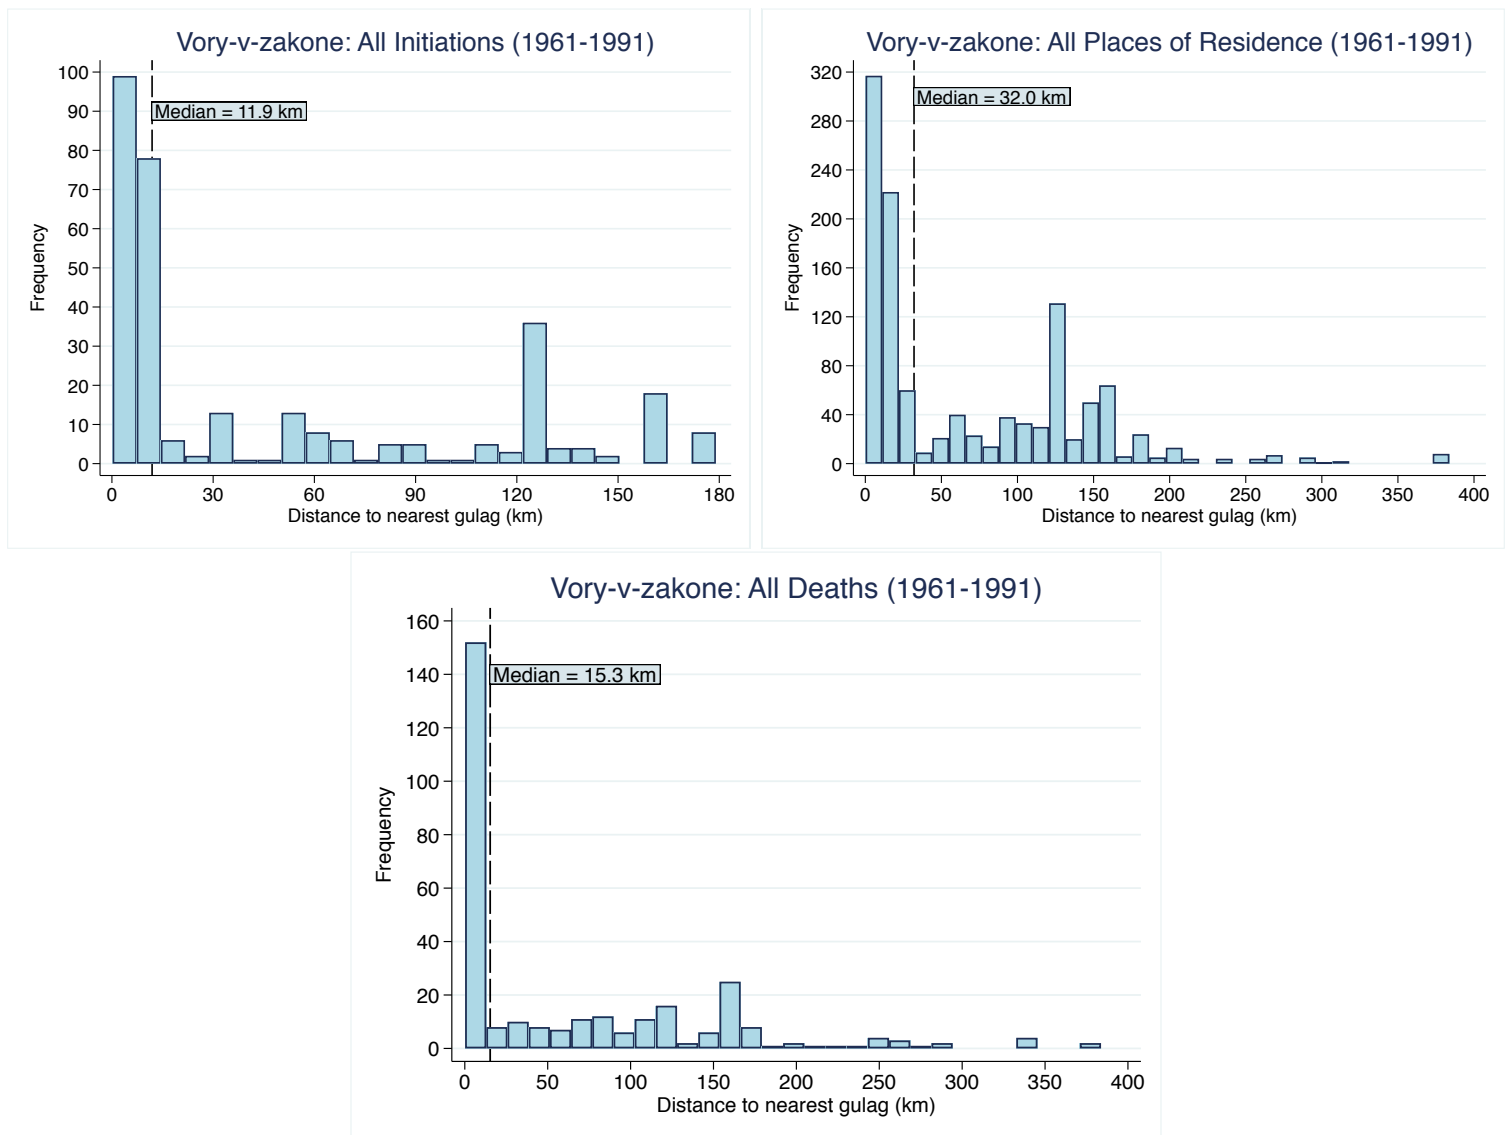 Vory-v-zakone: All Initiations (1961-1991)
100
90
80
70
60
50
40
30
20
10
0
Frequency
Median = 11.9 km
0 30 60 90 120 150 180
Distance to nearest gulag (km)
Vory-v-zakone: All Places of Residence (1961-1991)
320
280
240
200
160
120
80
40
0
Frequency
Median = 32.0 km
0 50 100 150 200 250 300 350 400
Distance to nearest gulag (km)
Vory-v-zakone: All Deaths (1961-1991)
160
140
120
100
80
60
40
20
0
Frequency
Median = 15.3 km
0 50 100 150 200 250 300 350 400
Distance to nearest gulag (km)